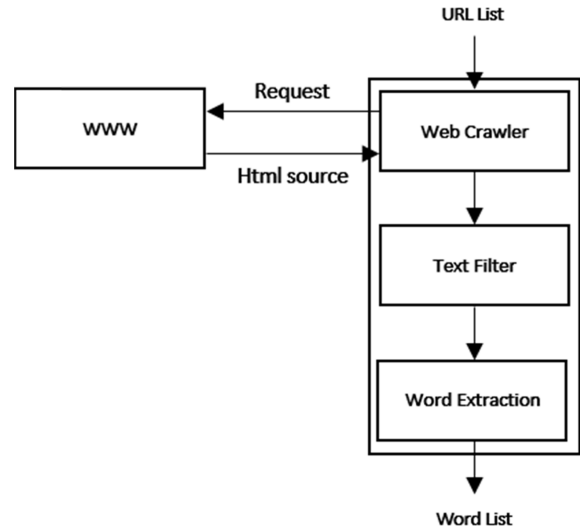 URL List
Request
WWW
Web Crawler
Html source
Text Filter
Word Extraction
Word List